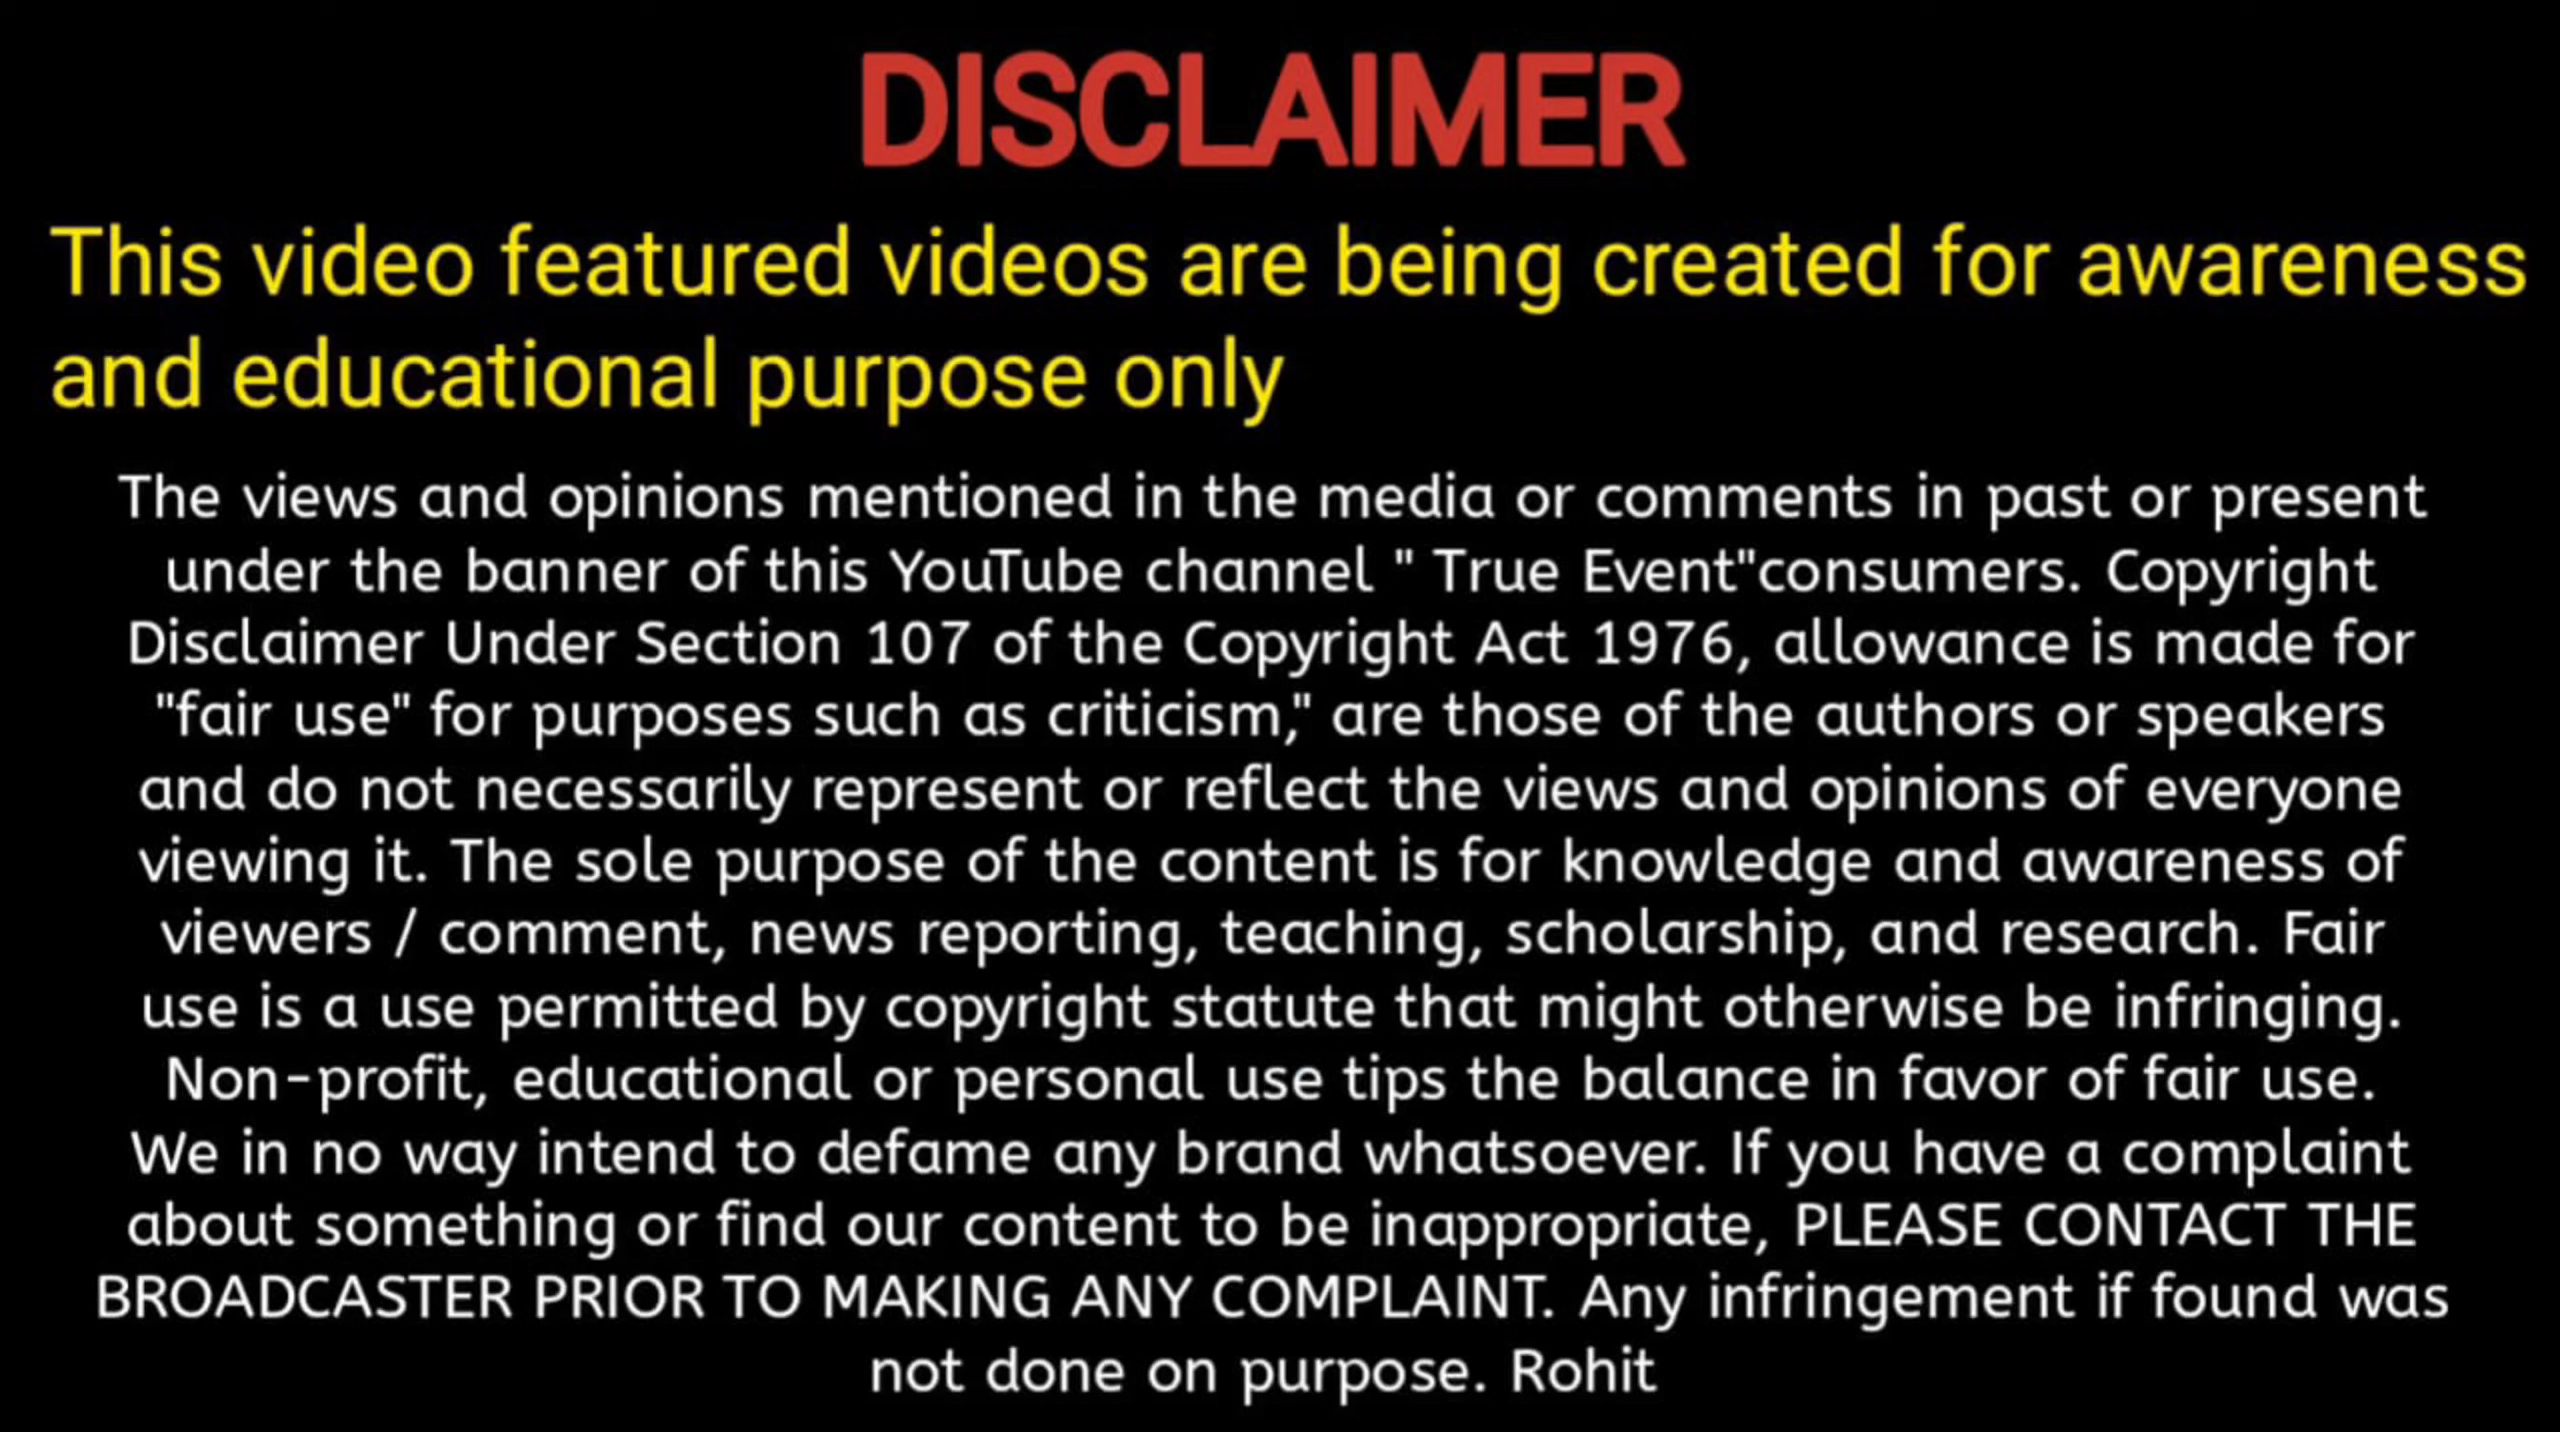 DISCLAIMER
This video featured videos are being created for awareness
and educational purpose only
The views and opinions mentioned in the media or comments in past or present
under the banner of this YouTube channel " True Event"consumers. Copyright
Disclaimer Under Section 107 of the Copyright Act 1976, allowance is made for
"fair use" for purposes such as criticism," are those of the authors or speakers
and do not necessarily represent or reflect the views and opinions of everyone
viewing it. The sole purpose of the content is for knowledge and awareness of
viewers / comment, news reporting, teaching, scholarship, and research. Fair
use is a use permitted by copyright statute that might otherwise be infringing.
Non-profit, educational or personal use tips the balance in favor of fair use.
We in no way intend to defame any brand whatsoever. If you have a complaint
about something or find our content to be inappropriate, PLEASE CONTACT THE
BROADCASTER PRIOR TO MAKING ANY COMPLAINT. Any infringement if found was
not done on purpose. Rohit